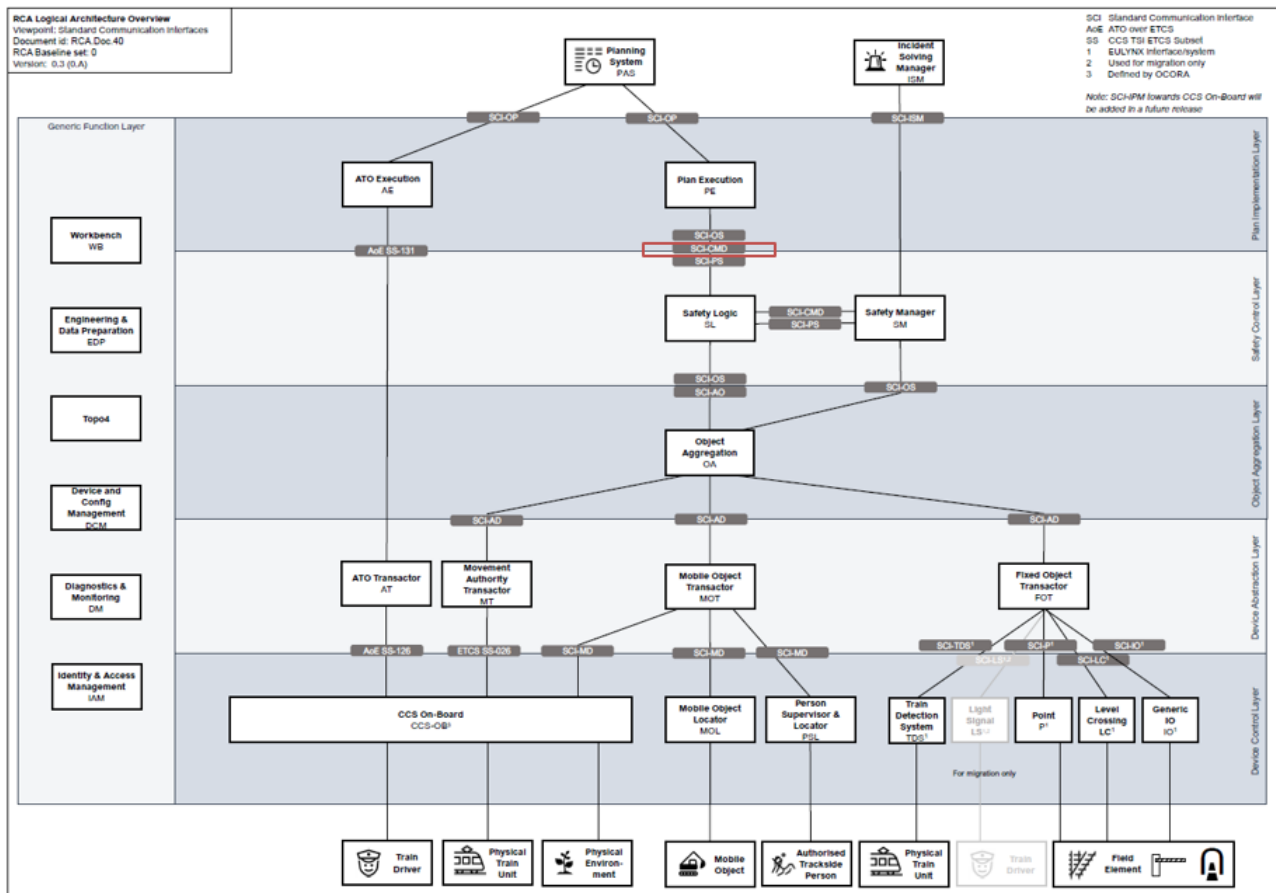 RCA Logical Architecture Overview
Viewpoint: Standard Communication Interfaces
Document id: RCA.Doc.40
RCA Baseline set: 0
Version: 0.3 (0.A)
Planning
System
PAS
Incident
Solving
Manager
ISM
SCI Standard Communication Interface
AoE ATO over ETCS
SS CCS TSI ETCS Subset
1 EULYNX interface/system
2 Used for migration only
3 Defined by OCORA
Note: SCI-IPM towards CCS On-Board will
be added in a future release
Generic Function Layer
SCI-OP
SCI-OP
SCI-ISM
Plan Implementation Layer
ATO Execution
AE
Plan Execution
PE
Workbench
WB
AoE SS-131
SCI-OS
SCI-CMD
SCI-PS
Safety Control Layer
Engineering &
Data Preparation
EDP
Safety Logic
SL
SCI-CMD
SCI-PS
Safety Manager
SM
SCI-OS
SCI-AO
SCI-OS
Object Aggregation Layer
Topo4
Object
Aggregation
OA
Device and
Config
Management
DCM
SCI-AD
SCI-AD
SCI-AD
Device Abstraction Layer
Diagnostics &
Monitoring
DM
ATO Transactor
AT
Movement
Authority
Transactor
MT
Mobile Object
Transactor
MOT
Fixed Object
Transactor
FOT
AoE SS-126
ETCS SS-026
SCI-MD
SCI-MD
SCI-MD
SCI-TDS¹
SCI-P¹
SCI-IO¹
SCI-LC¹
Device Control Layer
Identity & Access
Management
IAM
CCS On-Board
CCS-OB³
Mobile Object
Locator
MOL
Person
Supervisor &
Locator
PSL
Train
Detection
System
TDS¹
Light
Signal
Point
P¹
Level
Crossing
LC¹
Generic
IO
IO¹
For migration only
Train
Driver
Physical
Train
Unit
Physical
Environ-
ment
Mobile
Object
Authorised
Trackside
Person
Physical
Train
Unit
Train
Driver
Field
Element